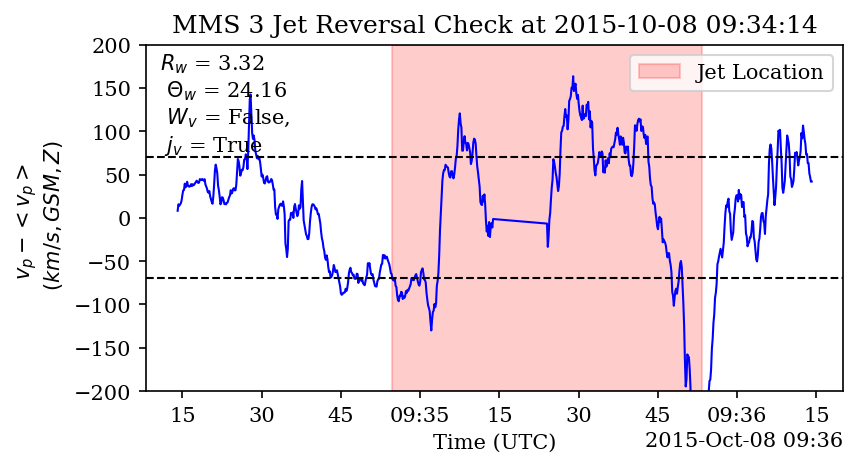 MMS 3 Jet Reversal Check at 2015-10-08 09:34:14
200
150
100
50
0
−50
−100
−150
−200
v_p − < v_p >
(km/s, GSM, Z)
R_w = 3.32
Θ_w = 24.16
W_v = False,
j_v = True
Jet Location
15 30 45 09:35 15 30 45 09:36 15
Time (UTC)
2015-Oct-08 09:36